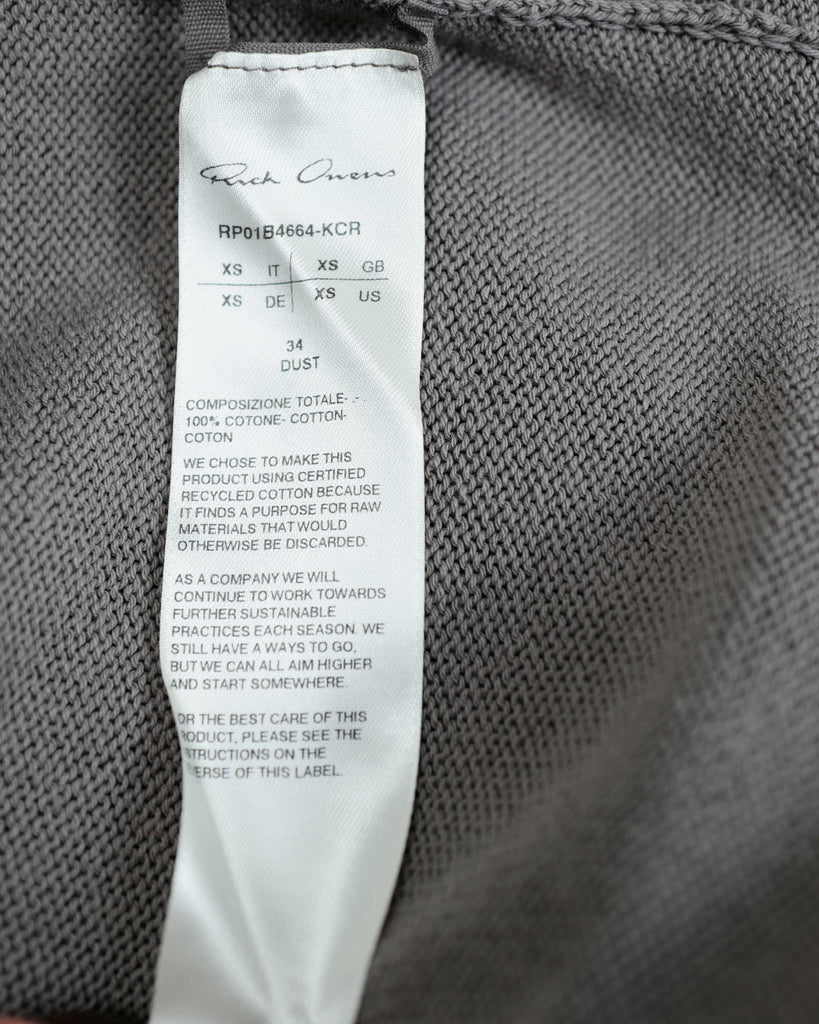 Rick Owens
RP01B4664-KCR
XS IT XS GB
XS DE XS US
34
DUST
COMPOSIZIONE TOTALE- .- .
100% COTONE- COTTON-
COTON
WE CHOSE TO MAKE THIS
PRODUCT USING CERTIFIED
RECYCLED COTTON BECAUSE
IT FINDS A PURPOSE FOR RAW
MATERIALS THAT WOULD
OTHERWISE BE DISCARDED.
AS A COMPANY WE WILL
CONTINUE TO WORK TOWARDS
FURTHER SUSTAINABLE
PRACTICES EACH SEASON. WE
STILL HAVE A WAYS TO GO,
BUT WE CAN ALL AIM HIGHER
AND START SOMEWHERE.
OR THE BEST CARE OF THIS
ODUCT, PLEASE SEE THE
STRUCTIONS ON THE
ERSE OF THIS LABEL.